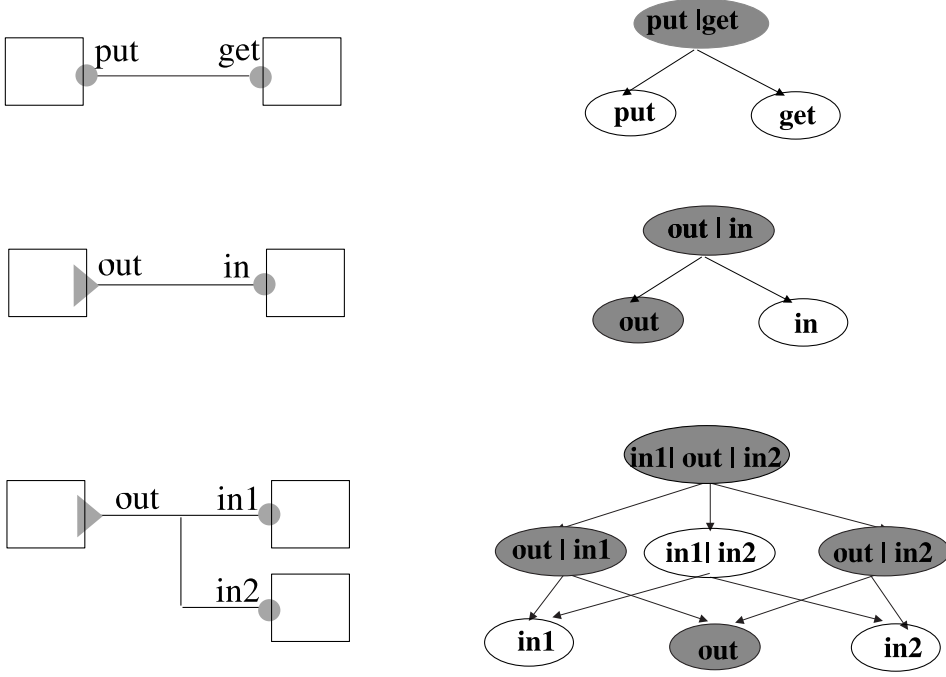 put get
put |get
put
get
out in
out | in
out
in
out in1
in2
in1| out | in2
out | in1
in1| in2
out | in2
in1
out
in2